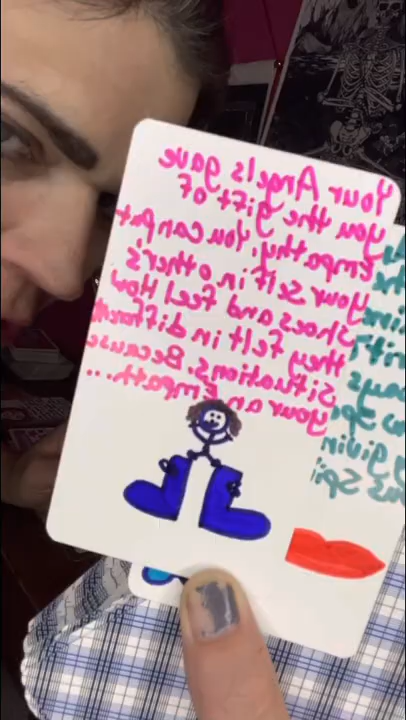 Your Angels gave
you the gift of
Empathy, You can put
Your self in other's
shoes and feel How
they felt in different
situations. Because
your an Empath...